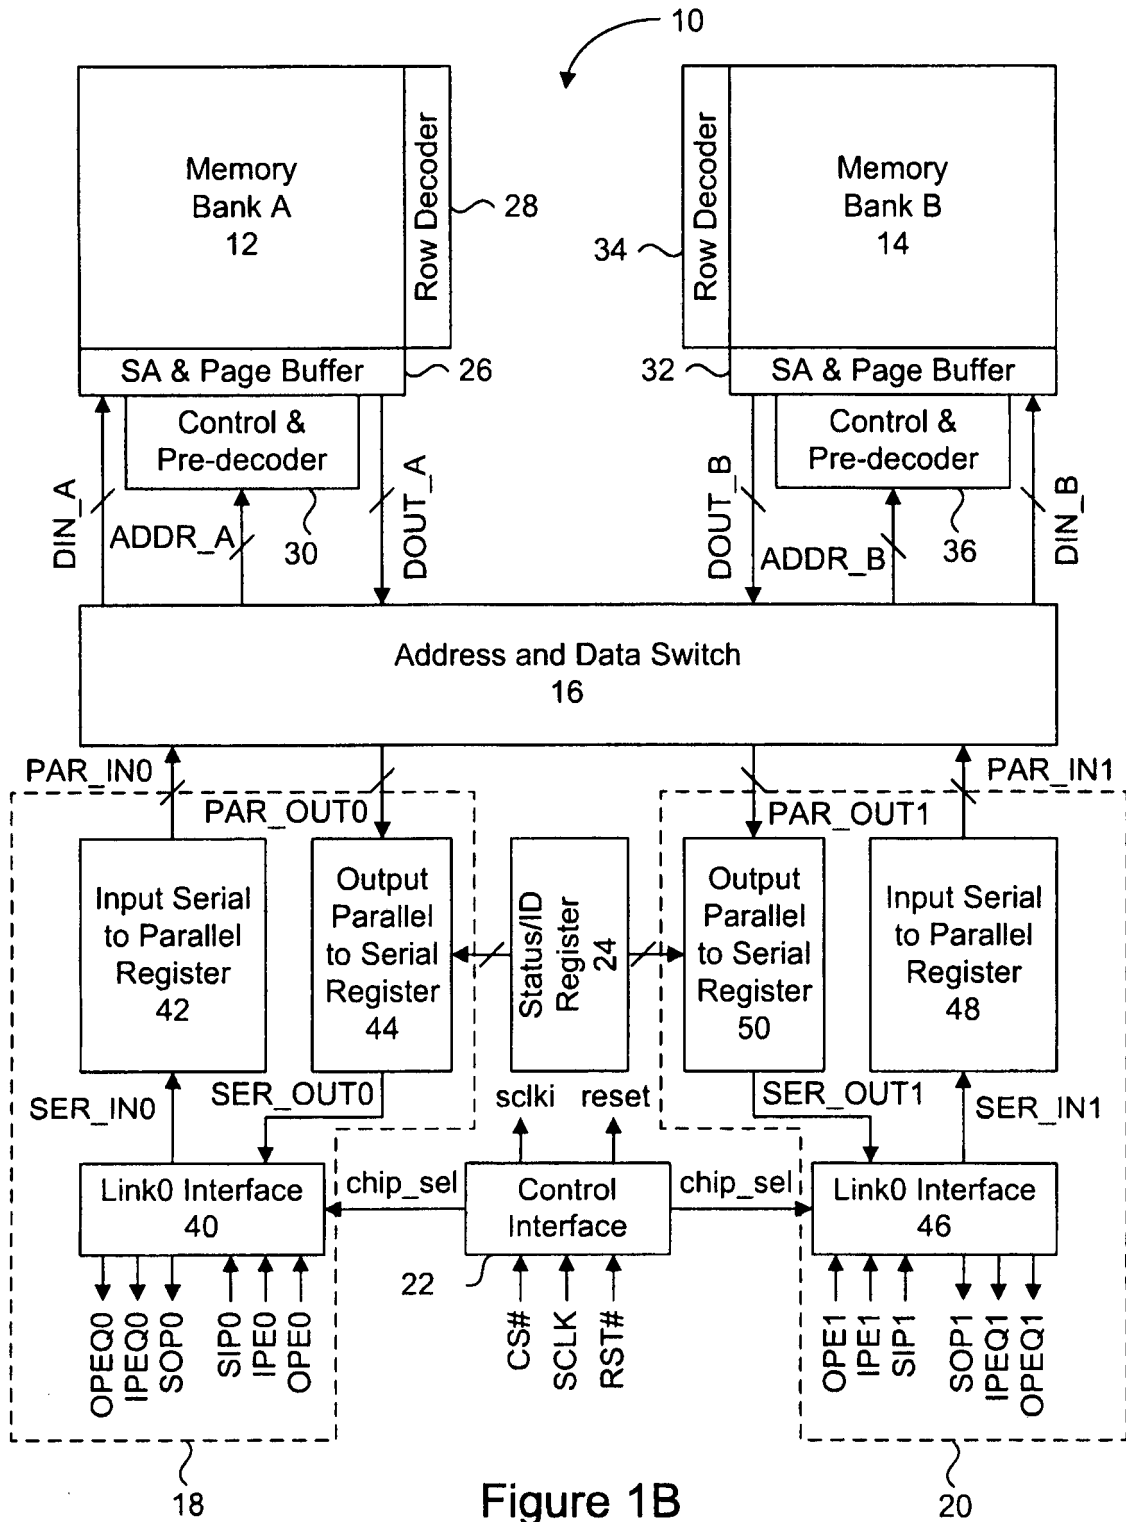 10
Memory
Bank A
12
Row Decoder
28
34
Row Decoder
Memory
Bank B
14
SA & Page Buffer
26
32
SA & Page Buffer
Control &
Pre-decoder
Control &
Pre-decoder
DIN_A
ADDR_A
30
DOUT_A
DOUT_B
ADDR_B
36
DIN_B
Address and Data Switch
16
PAR_IN0
PAR_OUT0
PAR_OUT1
PAR_IN1
Input Serial
to Parallel
Register
42
Output
Parallel
to Serial
Register
44
Status/ID
Register
24
Output
Parallel
to Serial
Register
50
Input Serial
to Parallel
Register
48
SER_IN0
SER_OUT0
sclki
reset
SER_OUT1
SER_IN1
Link0 Interface
40
chip_sel
Control
Interface
chip_sel
Link0 Interface
46
22
OPEQ0
IPEQ0
SOP0
SIP0
IPE0
OPE0
CS#
SCLK
RST#
OPE1
IPE1
SIP1
SOP1
IPEQ1
OPEQ1
18
20
Figure 1B